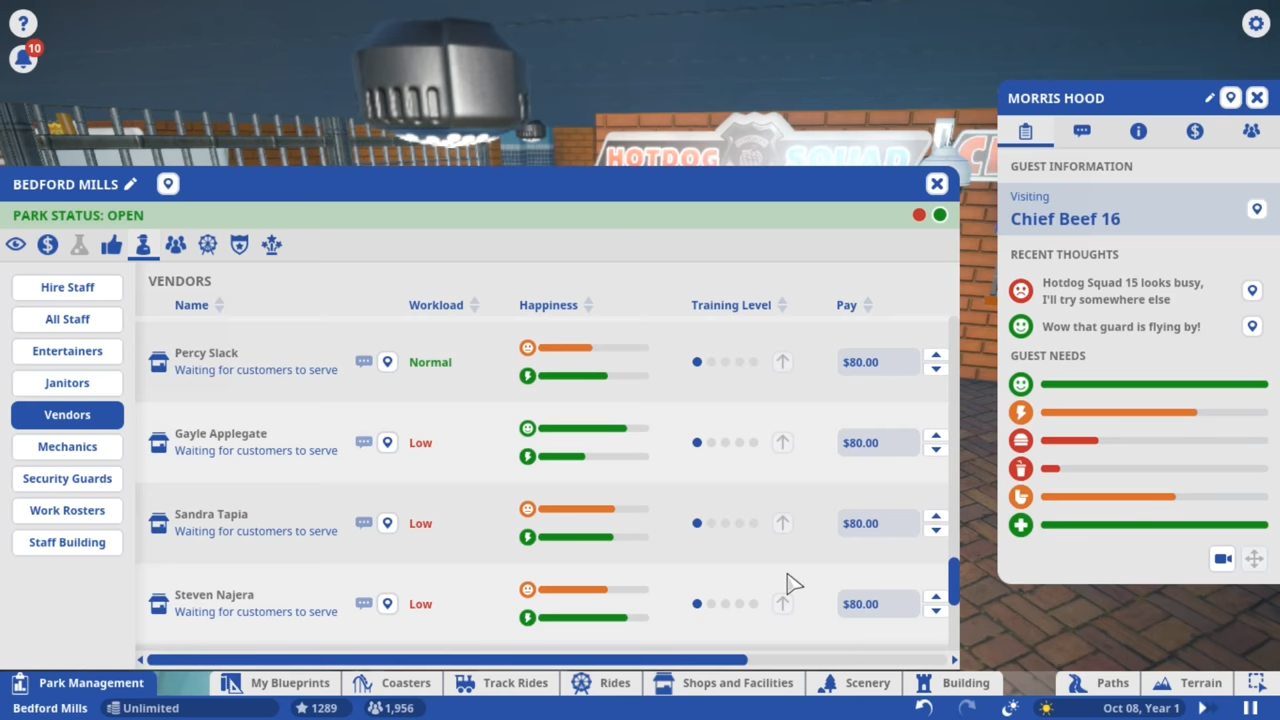 ?
10
HOTDOG SQUAD
MORRIS HOOD
GUEST INFORMATION
Visiting
Chief Beef 16
RECENT THOUGHTS
Hotdog Squad 15 looks busy,
I'll try somewhere else
Wow that guard is flying by!
GUEST NEEDS
BEDFORD MILLS
PARK STATUS: OPEN
Hire Staff
All Staff
Entertainers
Janitors
Vendors
Mechanics
Security Guards
Work Rosters
Staff Building
VENDORS
Name Workload Happiness Training Level Pay
Percy Slack
Waiting for customers to serve
Normal
$80.00
Gayle Applegate
Waiting for customers to serve
Low
$80.00
Sandra Tapia
Waiting for customers to serve
Low
$80.00
Steven Najera
Waiting for customers to serve
Low
$80.00
Park Management My Blueprints Coasters Track Rides Rides Shops and Facilities Scenery Building Paths Terrain
Bedford Mills Unlimited 1289 1,956 Oct 08, Year 1